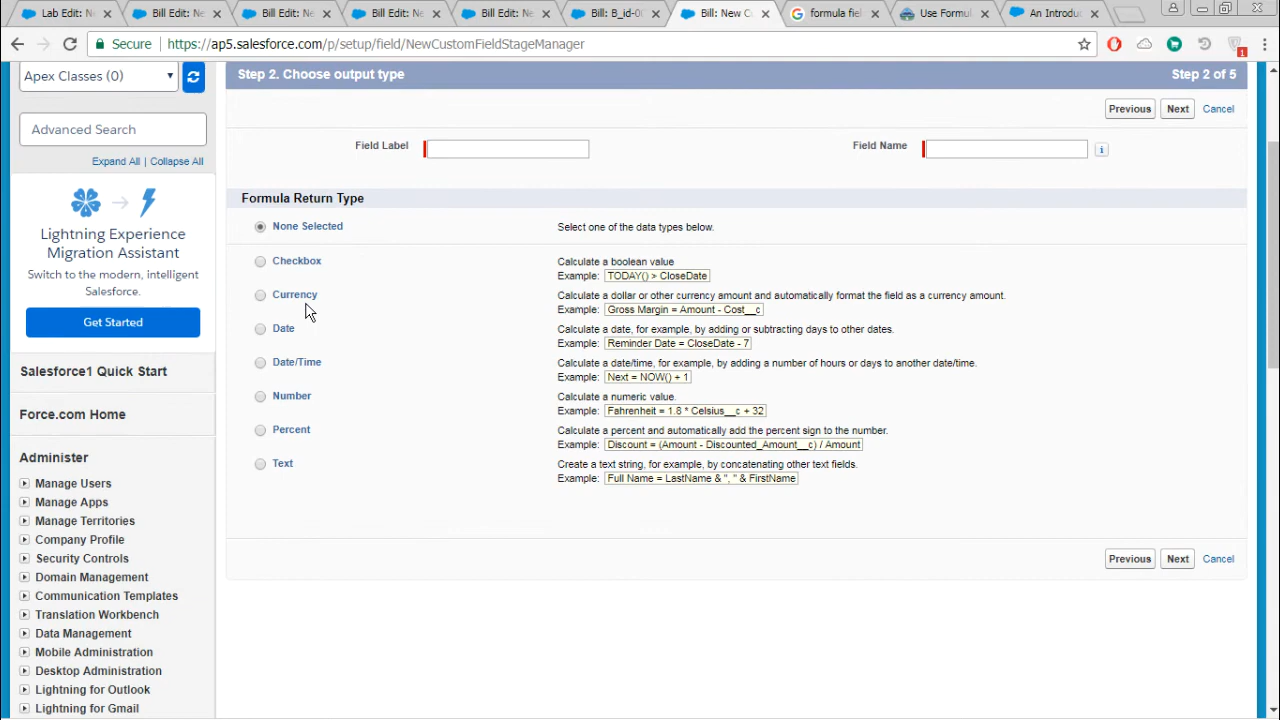 Lab Edit: Ne
Bill Edit: Ne
Bill Edit: Ne
Bill Edit: Ne
Bill Edit: Ne
Bill: B_id-0
Bill: New C
formula fiel
Use Formul
An Introduc
Secure
https://ap5.salesforce.com/p/setup/field/NewCustomFieldStageManager
1
Apex Classes (0)
Advanced Search
Expand All | Collapse All
Lightning Experience
Migration Assistant
Switch to the modern, intelligent
Salesforce.
Get Started
Salesforce1 Quick Start
Force.com Home
Administer
Manage Users
Manage Apps
Manage Territories
Company Profile
Security Controls
Domain Management
Communication Templates
Translation Workbench
Data Management
Mobile Administration
Desktop Administration
Lightning for Outlook
Lightning for Gmail
Step 2. Choose output type
Step 2 of 5
Previous
Next
Cancel
Field Label
Field Name
i
Formula Return Type
None Selected
Select one of the data types below.
Checkbox
Calculate a boolean value
Example: TODAY() > CloseDate
Currency
Calculate a dollar or other currency amount and automatically format the field as a currency amount.
Example: Gross Margin = Amount - Cost__c
Date
Calculate a date, for example, by adding or subtracting days to other dates.
Example: Reminder Date = CloseDate - 7
Date/Time
Calculate a date/time, for example, by adding a number of hours or days to another date/time.
Example: Next = NOW() + 1
Number
Calculate a numeric value.
Example: Fahrenheit = 1.8 * Celsius__c + 32
Percent
Calculate a percent and automatically add the percent sign to the number.
Example: Discount = (Amount - Discounted_Amount__c) / Amount
Text
Create a text string, for example, by concatenating other text fields.
Example: Full Name = LastName & ", " & FirstName
Previous
Next
Cancel